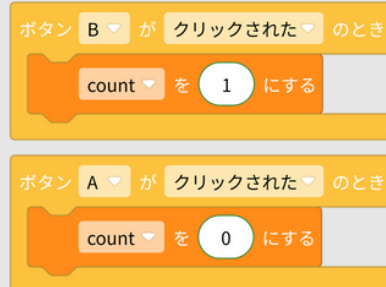 ボタン B が クリックされた のとき
count を 1 にする
ボタン A が クリックされた のとき
count を 0 にする